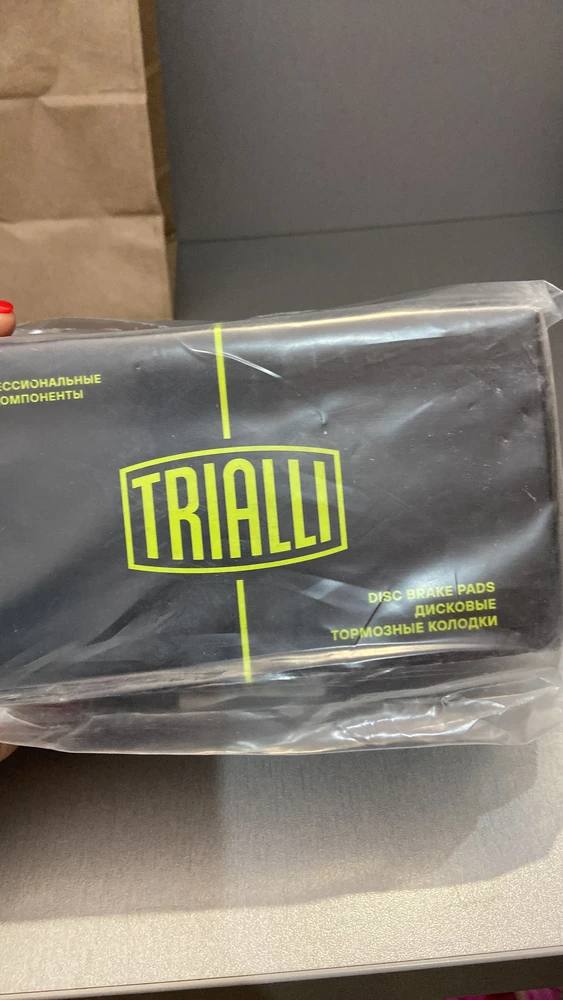 ЕССИОНАЛЬНЫЕ
ОМПОНЕНТЫ
TRIALLI
DISC BRAKE PADS
ДИСКОВЫЕ
ТОРМОЗНЫЕ КОЛОДКИ